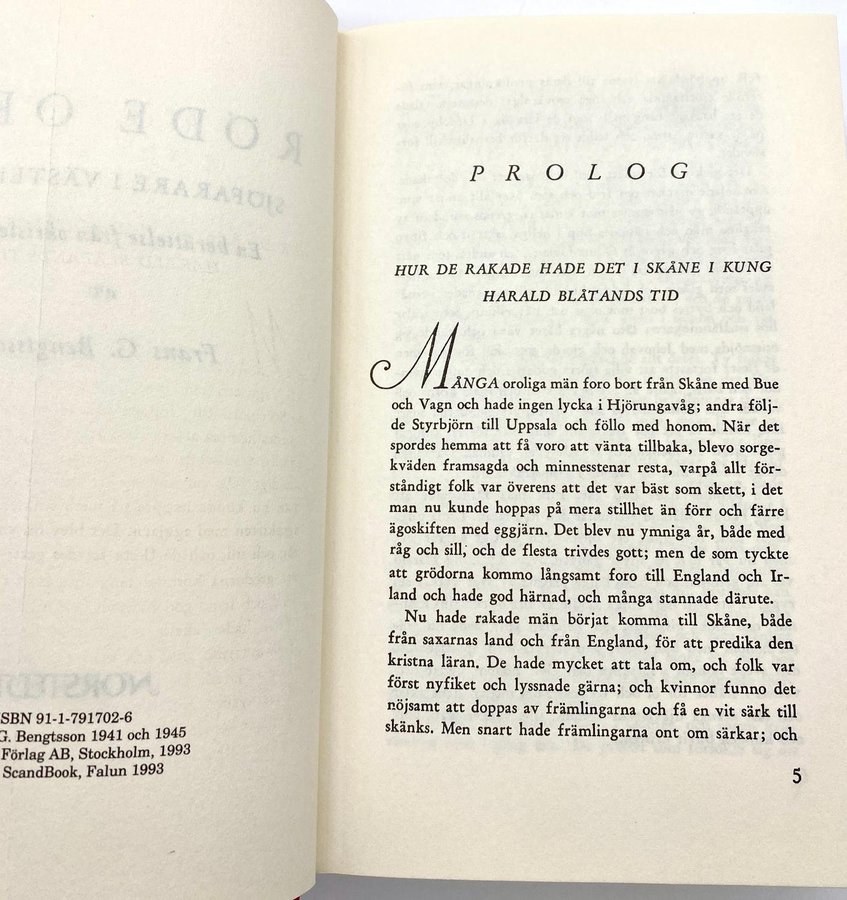 ISBN 91-1-791702-6
G. Bengtsson 1941 och 1945
Förlag AB, Stockholm, 1993
ScandBook, Falun 1993
PROLOG
HUR DE RAKADE HADE DET I SKÅNE I KUNG
HARALD BLÅTANDS TID
MÅNGA oroliga män foro bort från Skåne med Bue
och Vagn och hade ingen lycka i Hjörungavåg; andra följ-
de Styrbjörn till Uppsala och föllo med honom. När det
spordes hemma att få voro att vänta tillbaka, blevo sorge-
kväden framsagda och minnesstenar resta, varpå allt för-
ståndigt folk var överens att det var bäst som skett, i det
man nu kunde hoppas på mera stillhet än förr och färre
ägoskiften med eggjärn. Det blev nu ymniga år, både med
råg och sill, och de flesta trivdes gott; men de som tyckte
att grödorna kommo långsamt foro till England och Ir-
land och hade god härnad, och många stannade därute.
Nu hade rakade män börjat komma till Skåne, både
från saxarnas land och från England, för att predika den
kristna läran. De hade mycket att tala om, och folk var
först nyfiket och lyssnade gärna; och kvinnor funno det
nöjsamt att doppas av främlingarna och få en vit särk till
skänks. Men snart hade främlingarna ont om särkar; och
5